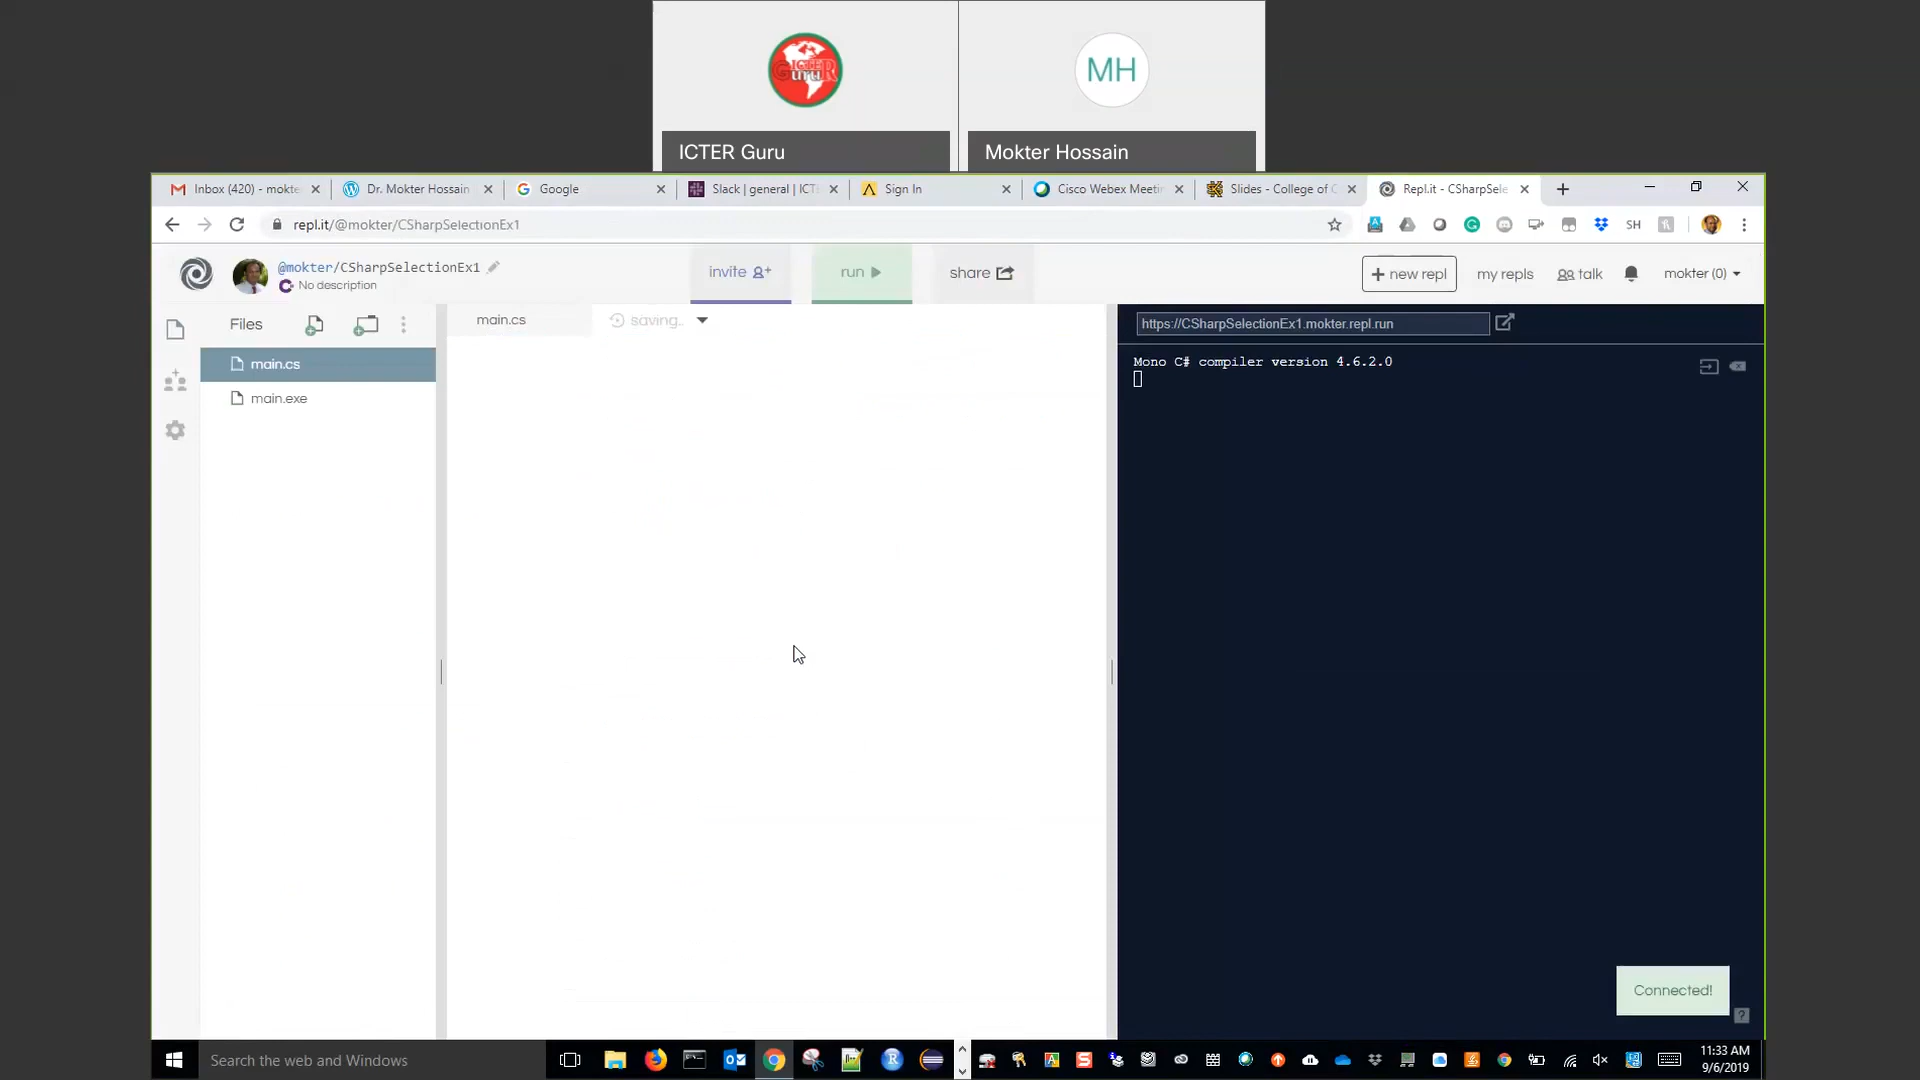 MH
ICTER Guru
Mokter Hossain
Inbox (420) - mokte
Dr. Mokter Hossain
Google
Slack | general | ICT
Sign In
Cisco Webex Meeti
Slides - College of C
Repl.it - CSharpSele
repl.it/@mokter/CSharpSelectionEx1
SH
@mokter/CSharpSelectionEx1
No description
invite
run
share
+ new repl
my repls
talk
mokter (0)
Files
main.cs
saving..
https://CSharpSelectionEx1.mokter.repl.run
main.cs
main.exe
Mono C# compiler version 4.6.2.0
Connected!
?
Search the web and Windows
11:33 AM
9/6/2019